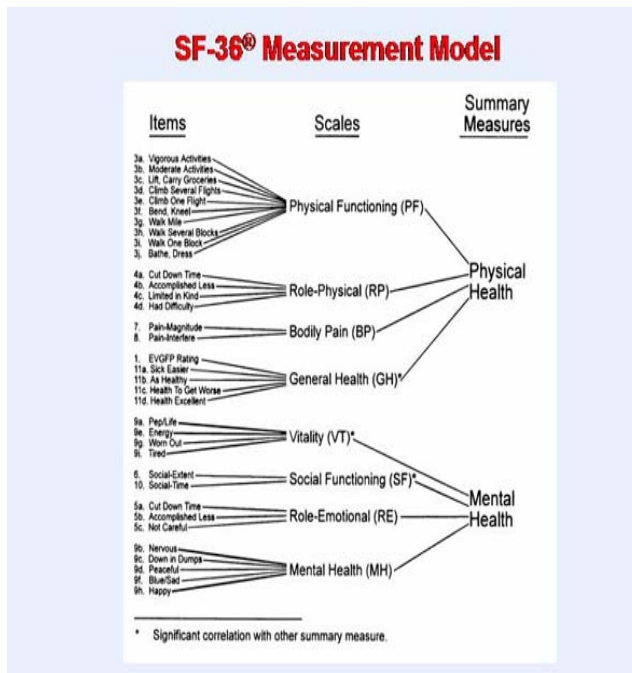 SF-36® Measurement Model
Items
Scales
Summary
Measures
3a. Vigorous Activities
3b. Moderate Activities
3c. Lift, Carry Groceries
3d. Climb Several Flights
3e. Climb One Flight
3f. Bend, Kneel
3g. Walk Mile
3h. Walk Several Blocks
3i. Walk One Block
3j. Bathe, Dress
Physical Functioning (PF)
4a. Cut Down Time
4b. Accomplished Less
4c. Limited in Kind
4d. Had Difficulty
Role-Physical (RP)
7. Pain-Magnitude
8. Pain-Interfere
Bodily Pain (BP)
1. EVGFP Rating
11a. Sick Easier
11b. As Healthy
11c. Health To Get Worse
11d. Health Excellent
General Health (GH)*
Physical
Health
9a. Pep/Life
9e. Energy
9g. Worn Out
9i. Tired
Vitality (VT)*
6. Social-Extent
10. Social-Time
Social Functioning (SF)*
5a. Cut Down Time
5b. Accomplished Less
5c. Not Careful
Role-Emotional (RE)
9b. Nervous
9c. Down in Dumps
9d. Peaceful
9f. Blue/Sad
9h. Happy
Mental Health (MH)
Mental
Health
* Significant correlation with other summary measure.